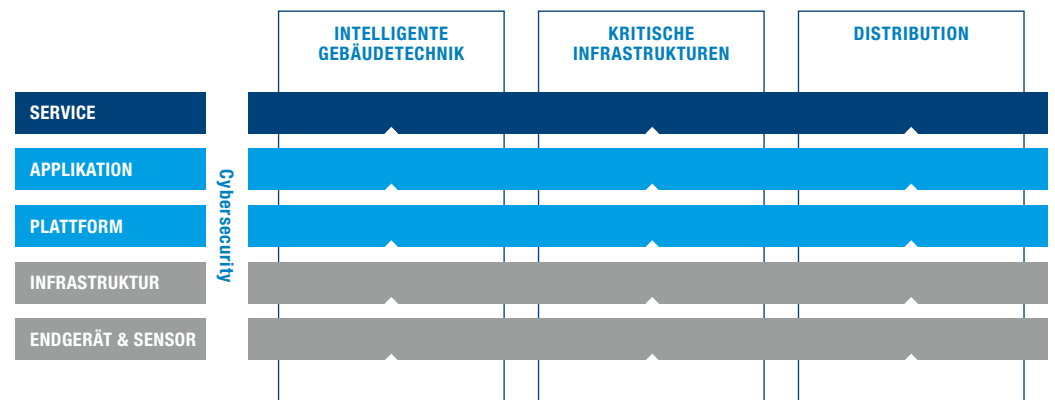 INTELLIGENTE
GEBÄUDETECHNIK
KRITISCHE
INFRASTRUKTUREN
DISTRIBUTION
SERVICE
APPLIKATION
PLATTFORM
INFRASTRUKTUR
ENDGERÄT & SENSOR
Cybersecurity